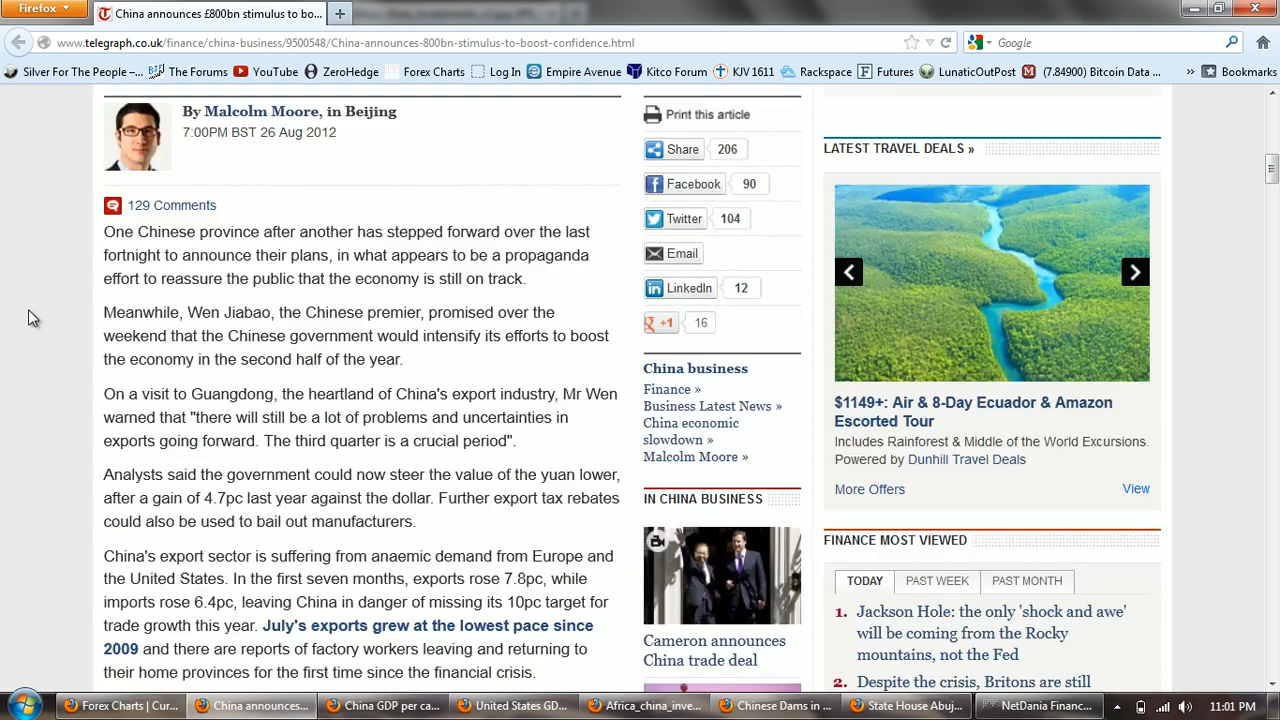 Firefox
China announces £800bn stimulus to bo...
www.telegraph.co.uk/finance/china-business/9500548/China-announces-800bn-stimulus-to-boost-confidence.html
Google
Silver For The People –...
The Forums
YouTube
ZeroHedge
Forex Charts
Log In
Empire Avenue
Kitco Forum
KJV 1611
Rackspace
Futures
LunaticOutPost
(7.84900) Bitcoin Data ...
»
Bookmarks
By Malcolm Moore, in Beijing
7:00PM BST 26 Aug 2012
129 Comments
One Chinese province after another has stepped forward over the last
fortnight to announce their plans, in what appears to be a propaganda
effort to reassure the public that the economy is still on track.
Meanwhile, Wen Jiabao, the Chinese premier, promised over the
weekend that the Chinese government would intensify its efforts to boost
the economy in the second half of the year.
On a visit to Guangdong, the heartland of China's export industry, Mr Wen
warned that "there will still be a lot of problems and uncertainties in
exports going forward. The third quarter is a crucial period".
Analysts said the government could now steer the value of the yuan lower,
after a gain of 4.7pc last year against the dollar. Further export tax rebates
could also be used to bail out manufacturers.
China's export sector is suffering from anaemic demand from Europe and
the United States. In the first seven months, exports rose 7.8pc, while
imports rose 6.4pc, leaving China in danger of missing its 10pc target for
trade growth this year. July's exports grew at the lowest pace since
2009 and there are reports of factory workers leaving and returning to
their home provinces for the first time since the financial crisis.
Print this article
Share 206
Facebook 90
Twitter 104
Email
LinkedIn 12
+1 16
China business
Finance »
Business Latest News »
China economic
slowdown »
Malcolm Moore »
IN CHINA BUSINESS
Cameron announces
China trade deal
LATEST TRAVEL DEALS »
$1149+: Air & 8-Day Ecuador & Amazon
Escorted Tour
Includes Rainforest & Middle of the World Excursions.
Powered by Dunhill Travel Deals
More Offers
View
FINANCE MOST VIEWED
TODAY
PAST WEEK
PAST MONTH
1. Jackson Hole: the only 'shock and awe'
will be coming from the Rocky
mountains, not the Fed
2. Despite the crisis, Britons are still
Forex Charts | Cur...
China announces...
China GDP per ca...
United States GD...
Africa_china_inve...
Chinese Dams in ...
State House Abuj...
NetDania Financ...
11:01 PM